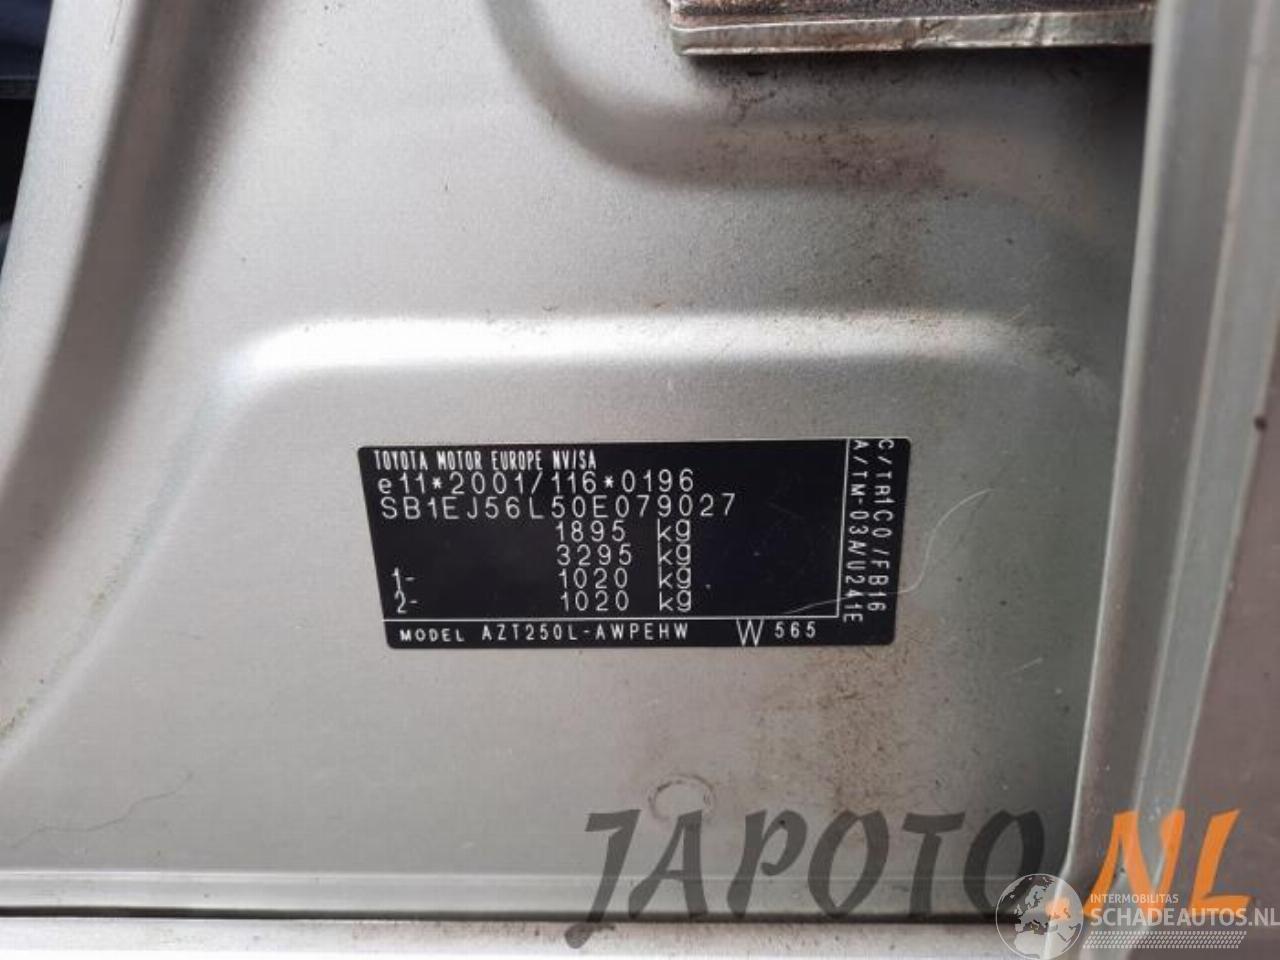 TOYOTA MOTOR EUROPE NV/SA
e11*2001/116*0196
SB1EJ56L50E079027
1895 kg
3295 kg
1- 1020 kg
2- 1020 kg
MODEL AZT250L-AWPEHW W565
C/TR1C0/FB16
A/TM-03A/U241E
JAPOTO.NL
INTERMOBILITAS
SCHADEAUTOS.NL